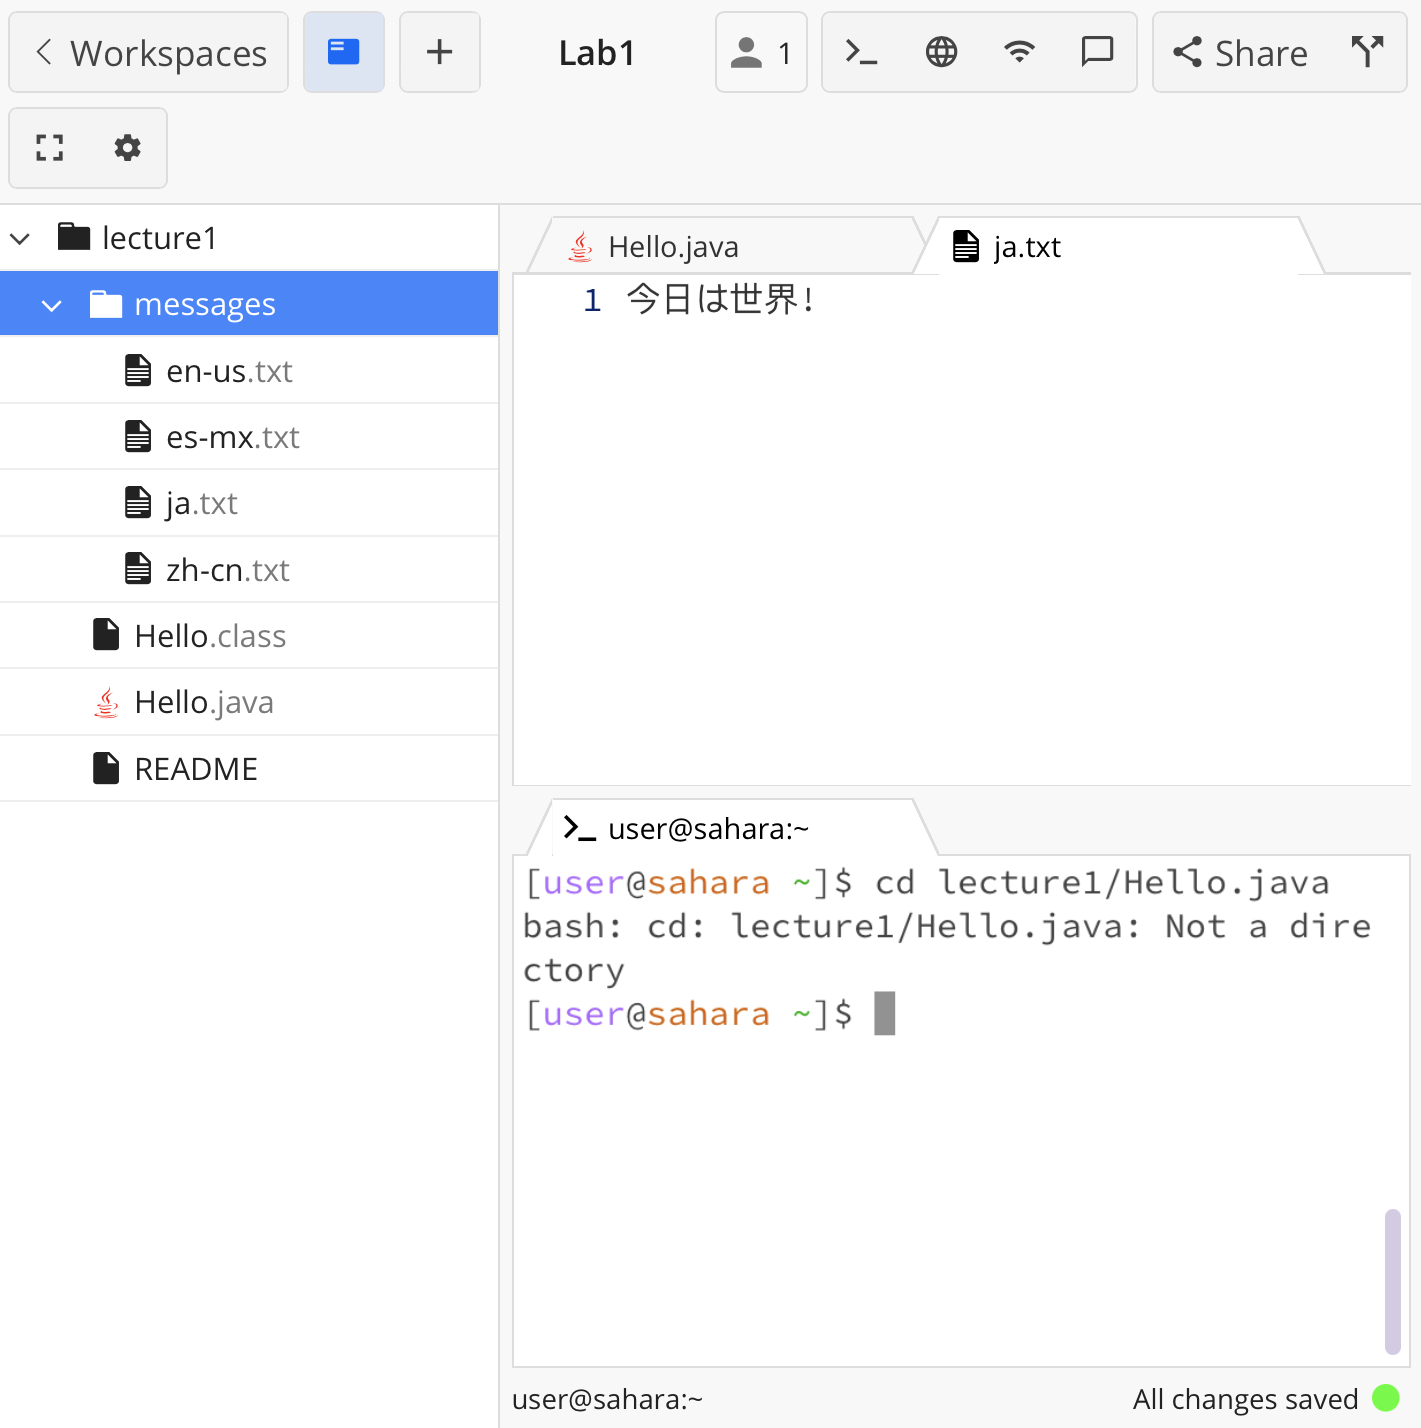 Workspaces
Lab1
1
Share
lecture1
messages
en-us.txt
es-mx.txt
ja.txt
zh-cn.txt
Hello.class
Hello.java
README
Hello.java
ja.txt
1 今日は世界!
>_ user@sahara:~
[user@sahara ~]$ cd lecture1/Hello.java
bash: cd: lecture1/Hello.java: Not a dire
ctory
[user@sahara ~]$
user@sahara:~
All changes saved